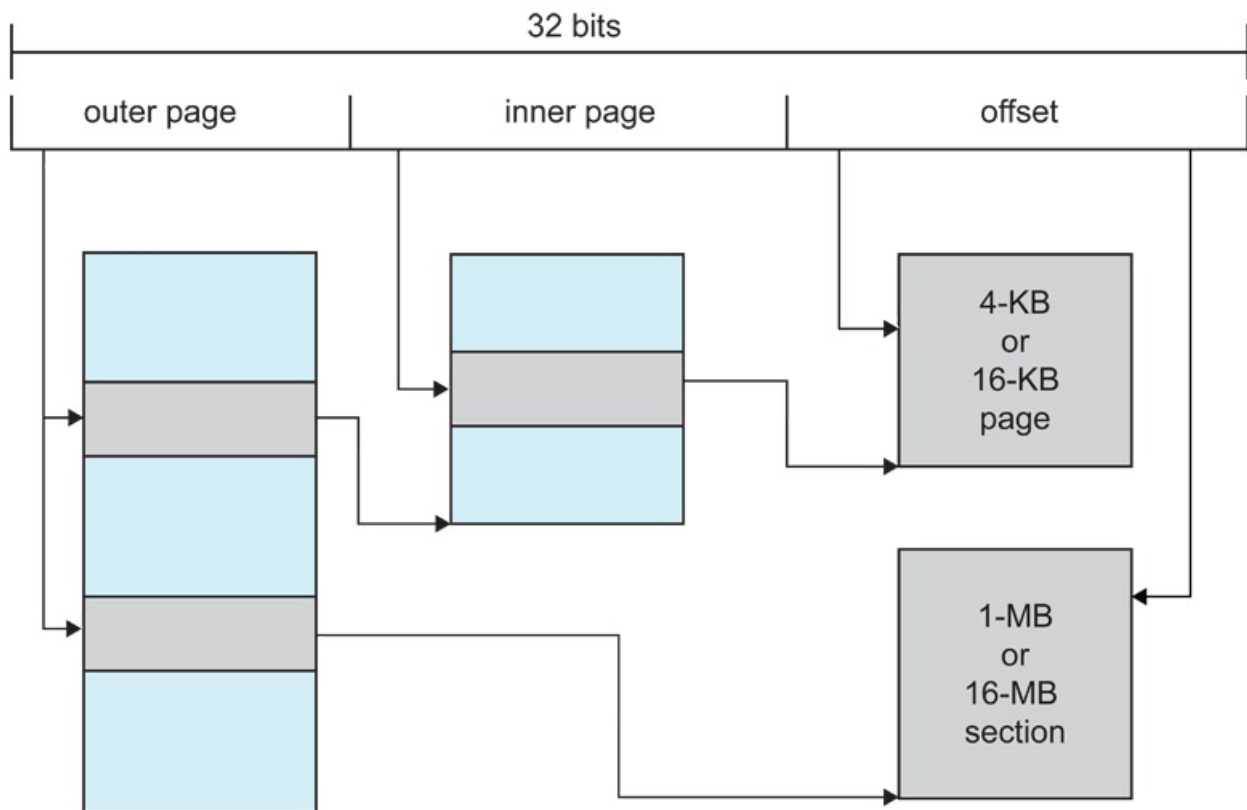 32 bits
outer page
inner page
offset
4-KB
or
16-KB
page
1-MB
or
16-MB
section